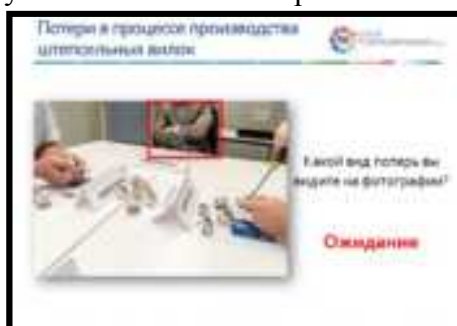 Потери в процессе производства
штепсельных вилок
Какой вид потерь вы
видите на фотографии?
Ожидание